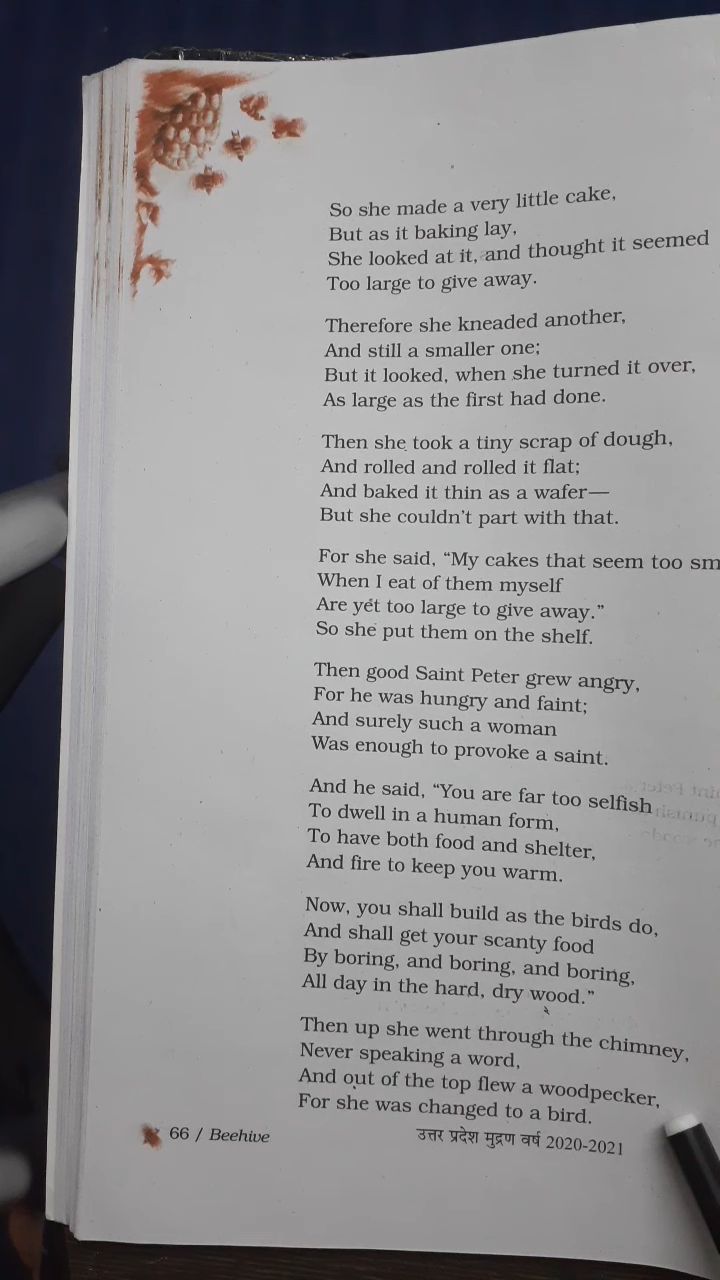 So she made a very little cake,
But as it baking lay,
She looked at it, and thought it seemed
Too large to give away.
Therefore she kneaded another,
And still a smaller one;
But it looked, when she turned it over,
As large as the first had done.
Then she took a tiny scrap of dough,
And rolled and rolled it flat;
And baked it thin as a wafer—
But she couldn't part with that.
For she said, “My cakes that seem too sm
When I eat of them myself
Are yet too large to give away.”
So she put them on the shelf.
Then good Saint Peter grew angry,
For he was hungry and faint;
And surely such a woman
Was enough to provoke a saint.
And he said, “You are far too selfish
To dwell in a human form,
To have both food and shelter,
And fire to keep you warm.
Now, you shall build as the birds do,
And shall get your scanty food
By boring, and boring, and boring,
All day in the hard, dry wood.”
Then up she went through the chimney,
Never speaking a word,
And out of the top flew a woodpecker,
For she was changed to a bird.
66 / Beehive
उत्तर प्रदेश मुद्रण वर्ष 2020-2021